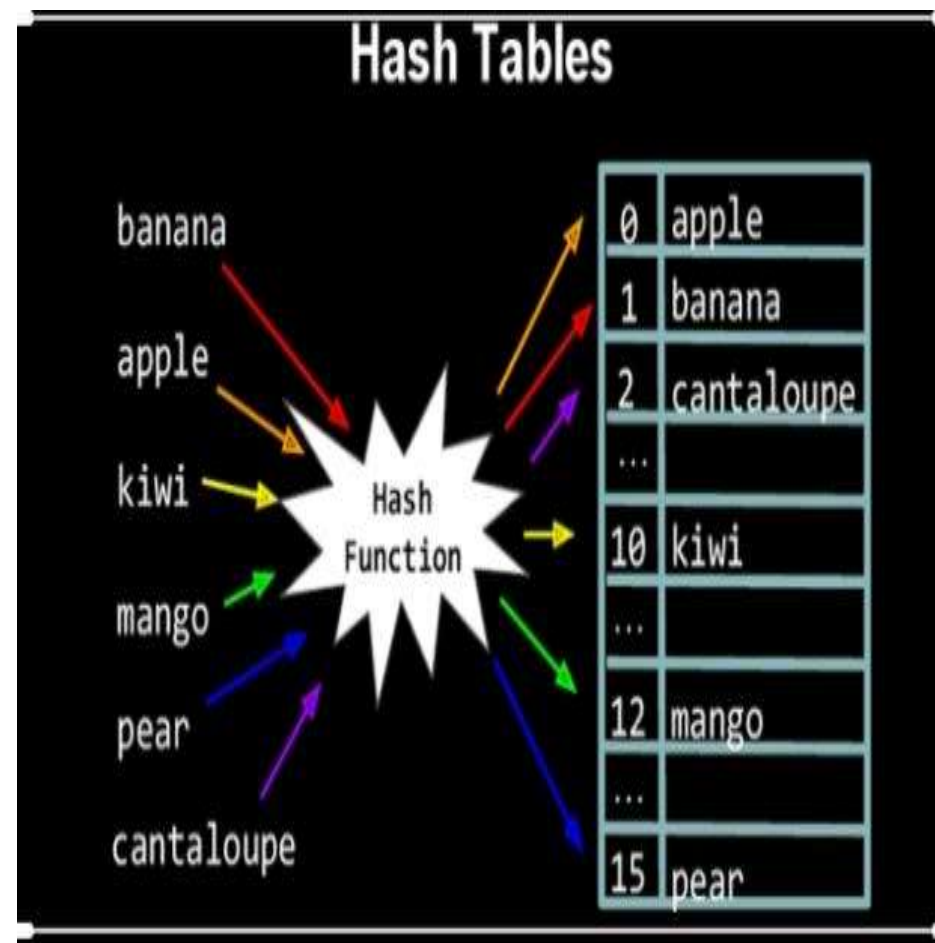 Hash Tables
banana
apple
kiwi
mango
pear
cantaloupe
Hash
Function
0 apple
1 banana
2 cantaloupe
...
10 kiwi
...
12 mango
...
15 pear